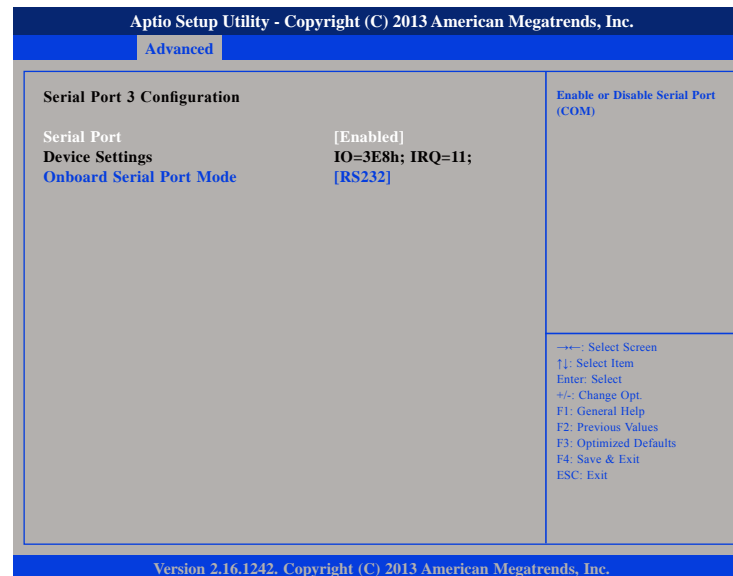 Aptio Setup Utility - Copyright (C) 2013 American Megatrends, Inc.
Advanced
Serial Port 3 Configuration
Serial Port [Enabled]
Device Settings IO=3E8h; IRQ=11;
Onboard Serial Port Mode [RS232]
Enable or Disable Serial Port
(COM)
→←: Select Screen
↑↓: Select Item
Enter: Select
+/-: Change Opt.
F1: General Help
F2: Previous Values
F3: Optimized Defaults
F4: Save & Exit
ESC: Exit
Version 2.16.1242. Copyright (C) 2013 American Megatrends, Inc.